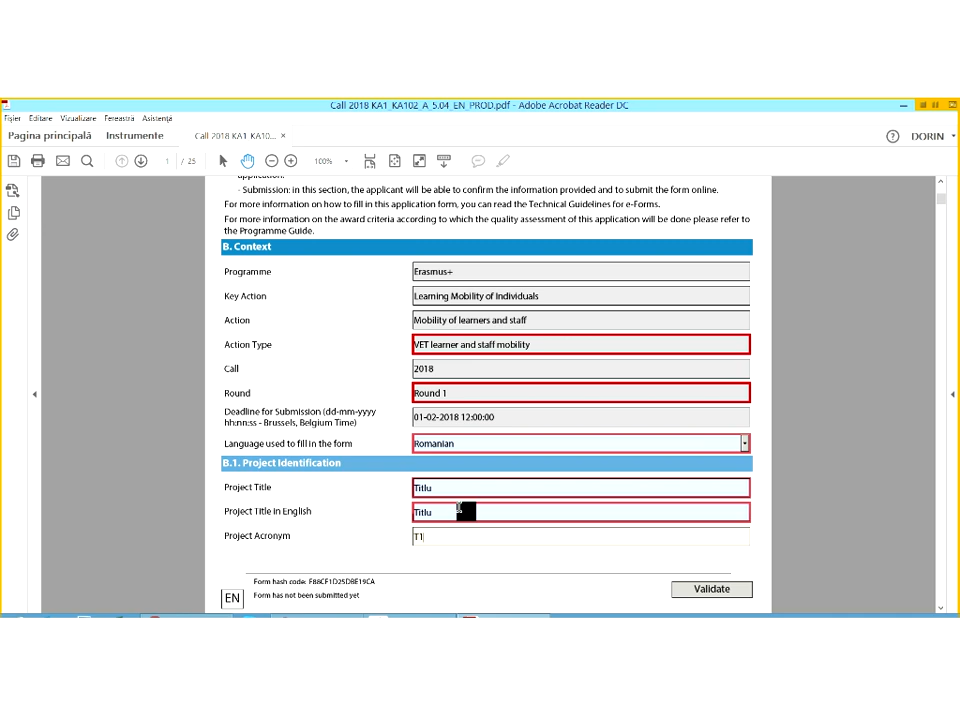 Call 2018 KA1_KA102_A_5.04_EN_PROD.pdf - Adobe Acrobat Reader DC
Fișier Editare Vizualizare Fereastră Asistență
Pagina principală Instrumente Call 2018 KA1_KA10... ×
1 / 25 100% DORIN
application.
- Submission: in this section, the applicant will be able to confirm the information provided and to submit the form online.
For more information on how to fill in this application form, you can read the Technical Guidelines for e-Forms.
For more information on the award criteria according to which the quality assessment of this application will be done please refer to
the Programme Guide.
B. Context
Programme Erasmus+
Key Action Learning Mobility of Individuals
Action Mobility of learners and staff
Action Type VET learner and staff mobility
Call 2018
Round Round 1
Deadline for Submission (dd-mm-yyyy
hh:nn:ss - Brussels, Belgium Time) 01-02-2018 12:00:00
Language used to fill in the form Romanian
B.1. Project Identification
Project Title Titlu
Project Title in English Titlu
Project Acronym T1
Form hash code: F88CF1D25DBE19CA
EN Form has not been submitted yet Validate